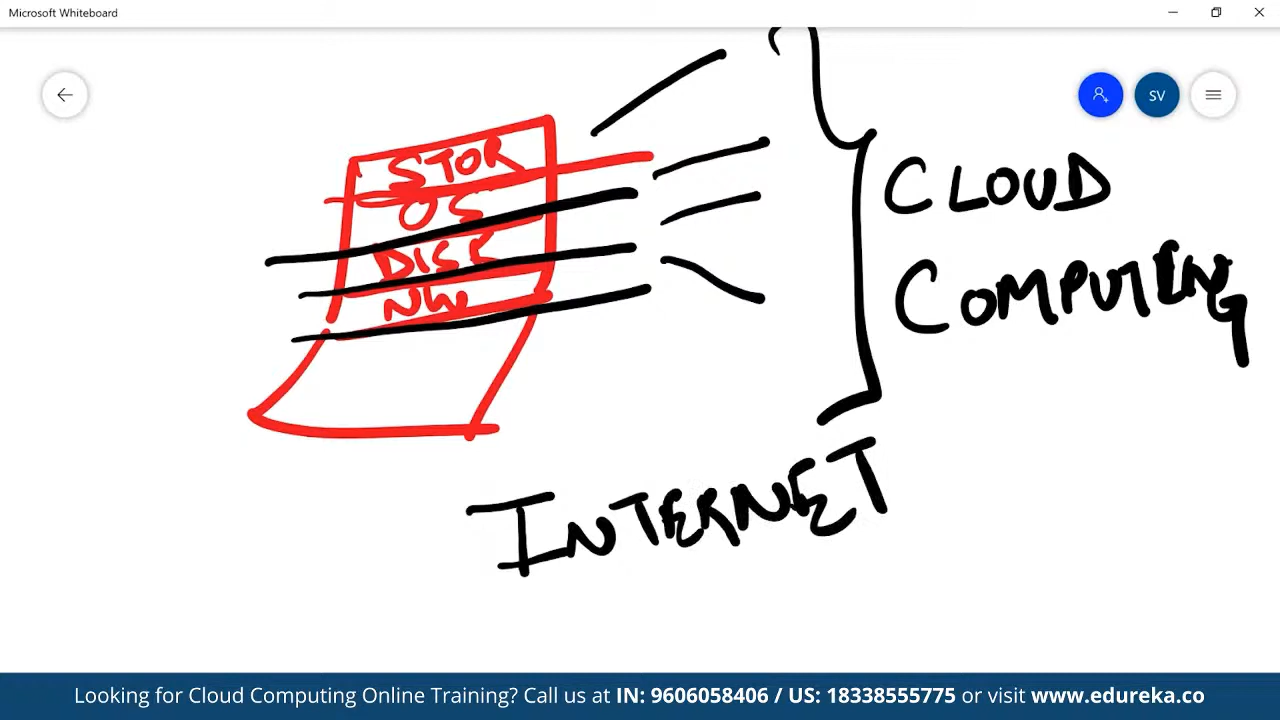 Microsoft Whiteboard
SV
STOR
OS
DISK
NW
CLOUD
COMPUTING
INTERNET
Looking for Cloud Computing Online Training? Call us at IN: 9606058406 / US: 18338555775 or visit www.edureka.co